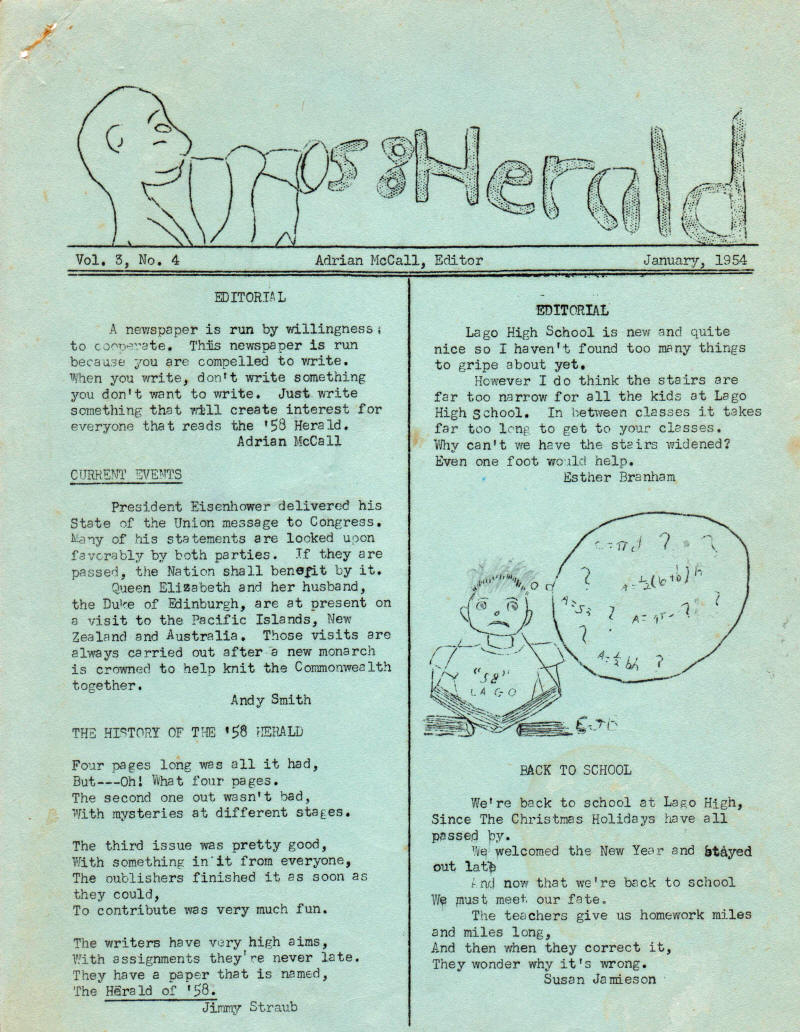 '58 Herald
Vol. 3, No. 4 Adrian McCall, Editor January, 1954
EDITORIAL
A newspaper is run by willingness
to cooperate. This newspaper is run
because you are compelled to write.
When you write, don't write something
you don't want to write. Just write
something that will create interest for
everyone that reads the '58 Herald.
Adrian McCall
CURRENT EVENTS
President Eisenhower delivered his
State of the Union message to Congress.
Many of his statements are looked upon
favorably by both parties. If they are
passed, the Nation shall benefit by it.
Queen Elizabeth and her husband,
the Duke of Edinburgh, are at present on
a visit to the Pacific Islands, New
Zealand and Australia. Those visits are
always carried out after a new monarch
is crowned to help knit the Commonwealth
together.
Andy Smith
THE HISTORY OF THE '58 HERALD
Four pages long was all it had,
But---Oh! What four pages.
The second one out wasn't bad,
With mysteries at different stages.
The third issue was pretty good,
With something in it from everyone,
The oublishers finished it as soon as
they could,
To contribute was very much fun.
The writers have very high aims,
With assignments they're never late.
They have a paper that is named,
The Herald of '58.
Jimmy Straub
EDITORIAL
Lago High School is new and quite
nice so I haven't found too many things
to gripe about yet.
However I do think the stairs are
far too narrow for all the kids at Lago
High School. In between classes it takes
far too long to get to your classes.
Why can't we have the stairs widened?
Even one foot would help.
Esther Branham
c=πd ? ?
? A=½(b+b)h
? ?
?
A=½bh ?
"58"
LAGO
BACK TO SCHOOL
We're back to school at Lago High,
Since The Christmas Holidays have all
passed by.
We welcomed the New Year and stayed
out late
And now that we're back to school
We must meet our fate.
The teachers give us homework miles
and miles long,
And then when they correct it,
They wonder why it's wrong.
Susan Jamieson